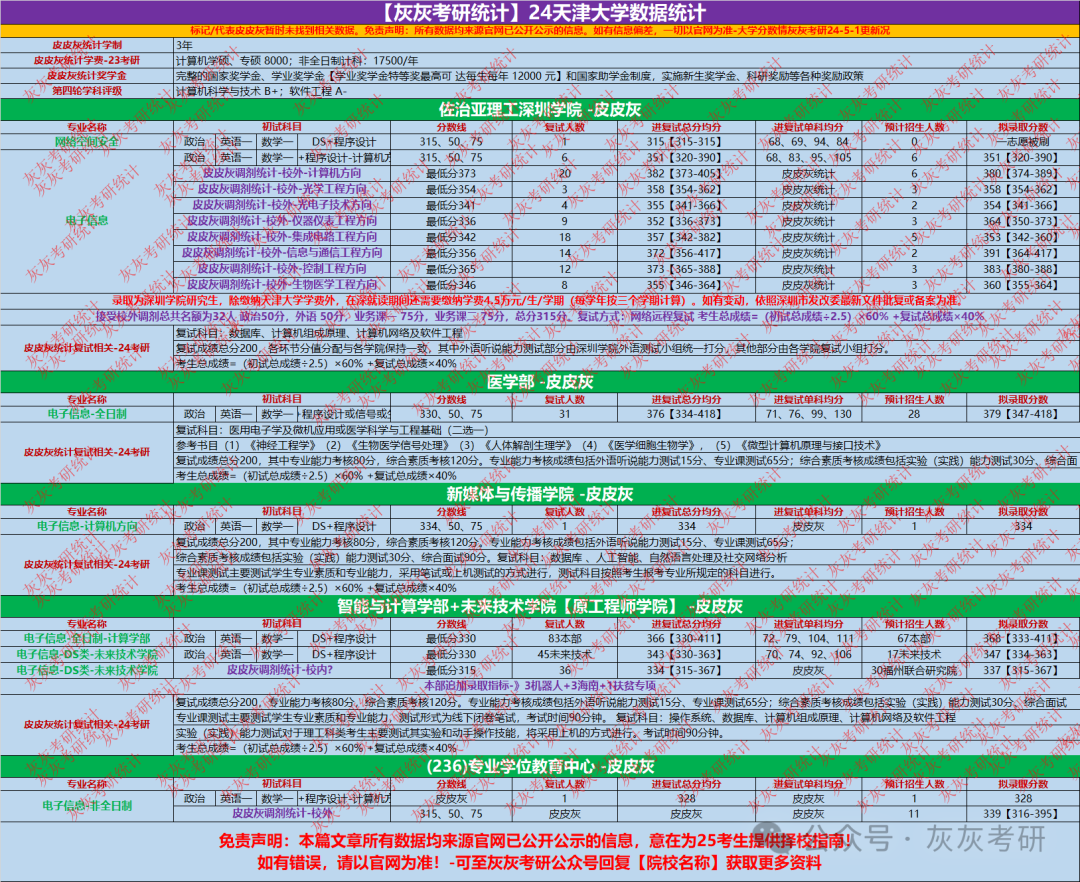 【灰灰考研统计】24天津大学数据统计
标记/代表皮皮灰暂时未找到相关数据。免责声明：所有数据均来源官网已公开公示的信息。如有信息偏差，一切以官网为准-大学分数情灰灰考研24-5-1更新况
皮皮灰统计学制 3年
皮皮灰统计学费-23考研 计算机学硕、专硕 8000；非全日制计科：17500/年
皮皮灰统计奖学金 完整的国家奖学金、学业奖学金【学业奖学金特等奖最高可 达每生每年 12000 元】和国家助学金制度，实施新生奖学金、科研奖励等各种奖励政策
第四轮学科评级 计算机科学与技术 B+；软件工程 A-
佐治亚理工深圳学院 -皮皮灰
专业名称 初试科目 分数线 复试人数 进复试总分均分 进复试单科均分 预计招生人数 拟录取分数
网络空间安全 政治 英语一 数学一 DS+程序设计 315、50、75 1 315【315-315】 68、69、94、84 0 一志愿被刷
电子信息 政治 英语一 数学一 +程序设计-计算机方 315、50、75 6 351【320-390】 68、83、95、105 6 351【320-390】
皮皮灰调剂统计-校外-计算机方向 最低分373 20 382【373-405】 皮皮灰统计 6 380【374-389】
皮皮灰调剂统计-校外-光学工程方向 最低分354 3 358【354-362】 皮皮灰统计 3 358【354-362】
皮皮灰调剂统计-校外-光电子技术方向 最低分341 4 355【341-366】 皮皮灰统计 2 354【341-366】
皮皮灰调剂统计-校外-仪器仪表工程方向 最低分336 9 352【336-373】 皮皮灰统计 3 364【350-373】
皮皮灰调剂统计-校外-集成电路工程方向 最低分342 18 357【342-382】 皮皮灰统计 5 353【342-360】
皮皮灰调剂统计-校外-信息与通信工程方向 最低分356 14 372【356-417】 皮皮灰统计 2 391【364-417】
皮皮灰调剂统计-校外-控制工程方向 最低分365 12 373【365-388】 皮皮灰统计 3 383【380-388】
皮皮灰调剂统计-校外-生物医学工程方向 最低分346 8 355【346-364】 皮皮灰统计 3 360【355-364】
录取为深圳学院研究生，除缴纳天津大学学费外，在深就读期间还需要缴纳学费4.5万元/生/学期（每学年按三个学期计算）。如有变动，依照深圳市发改委最新文件批复或备案为准。
接受校外调剂总共名额为32人 政治50分，外语 50分，业务课一 75分，业务课二 75分，总分315分。复试方式：网络远程复试 考生总成绩=（初试总成绩÷2.5）×60% +复试总成绩×40%
皮皮灰统计复试相关-24考研
复试科目：数据库、计算机组成原理、计算机网络及软件工程
复试成绩总分200，各环节分值分配与各学院保持一致，其中外语听说能力测试部分由深圳学院外语测试小组统一打分，其他部分由各学院复试小组打分。
考生总成绩=（初试总成绩÷2.5）×60% +复试总成绩×40%
医学部 -皮皮灰
专业名称 初试科目 分数线 复试人数 进复试总分均分 进复试单科均分 预计招生人数 拟录取分数
电子信息-全日制 政治 英语一 数学一 +程序设计或信号或生 330、50、75 31 376【334-418】 71、76、99、130 28 379【347-418】
皮皮灰统计复试相关-24考研
复试科目：医用电子学及微机应用或医学科学与工程基础（二选一）
参考书目（1）《神经工程学》（2）《生物医学信号处理》（3）《人体解剖生理学》（4）《医学细胞生物学》，（5）《微型计算机原理与接口技术》
复试成绩总分200，其中专业能力考核80分，综合素质考核120分。专业能力考核成绩包括外语听说能力测试15分、专业课测试65分；综合素质考核成绩包括实验（实践）能力测试30分、综合面
考生总成绩=（初试总成绩÷2.5）×60% +复试总成绩×40%
新媒体与传播学院 -皮皮灰
专业名称 初试科目 分数线 复试人数 进复试总分均分 进复试单科均分 预计招生人数 拟录取分数
电子信息-计算机方向 政治 英语一 数学一 DS+程序设计 334、50、75 1 334 皮皮灰 1 334
皮皮灰统计复试相关-24考研
复试成绩总分200，其中专业能力考核80分，综合素质考核120分。专业能力考核成绩包括外语听说能力测试15分、专业课测试65分；
综合素质考核成绩包括实验（实践）能力测试30分、综合面试90分。复试科目：数据库 、人工智能、自然语言处理及社交网络分析
专业课测试主要测试学生专业素质和专业能力，采用笔试或上机测试的方式进行，测试科目按照考生报考专业所规定的科目进行。
考生总成绩=（初试总成绩÷2.5）×60% +复试总成绩×40%
智能与计算学部+未来技术学院【原工程师学院】 -皮皮灰
专业名称 初试科目 分数线 复试人数 进复试总分均分 进复试单科均分 预计招生人数 拟录取分数
电子信息-全日制-计算学部 政治 英语一 数学一 DS+程序设计 最低分330 83本部 366【330-411】 72、79、104、111 67本部 368【333-411】
电子信息-DS类-未来技术学院 政治 英语一 数学一 DS+程序设计 最低分330 45未来技术 343【330-363】 70、74、92、106 17未来技术 347【334-363】
电子信息-DS类-未来技术学院 皮皮灰调剂统计-校内? 最低分315 36 334【315-367】 皮皮灰 30福州联合研究院 337【315-367】
本部追加录取指标-》3机器人+3海南+1扶贫专项
皮皮灰统计复试相关-24考研
复试成绩总分200，专业能力考核80分，综合素质考核120分。专业能力考核成绩包括外语听说能力测试15分、专业课测试65分；综合素质考核成绩包括实验（实践）能力测试30分、综合面试
专业课测试主要测试学生专业素质和专业能力，测试形式为线下闭卷笔试，考试时间90分钟。 复试科目：操作系统、数据库、计算机组成原理、计算机网络及软件工程
实验（实践）能力测试对于理工科类考生主要测试其实验和动手操作技能，将采用上机的方式进行。考试时间90分钟。
考生总成绩=（初试总成绩÷2.5）×60% +复试总成绩×40%
(236)专业学位教育中心 -皮皮灰
专业名称 初试科目 分数线 复试人数 进复试总分均分 进复试单科均分 预计招生人数 拟录取分数
电子信息-非全日制 政治 英语一 数学一 +程序设计-计算机方 皮皮灰 1 328 皮皮灰 1 328
皮皮灰调剂统计-校外 315、50、75 皮皮灰 皮皮灰 皮皮灰 11 339【316-395】
免责声明：本篇文章所有数据均来源官网已公开公示的信息，意在为25考生提供择校指南！
如有错误，请以官网为准！-可至灰灰考研公众号回复【院校名称】获取更多资料
公众号 · 灰灰考研